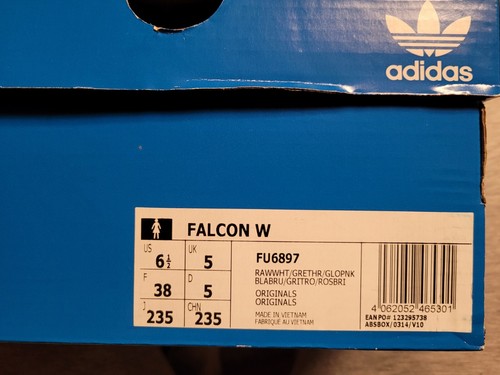 adidas
FALCON W
US 6½ UK 5
F 38 D 5
J 235 CHN 235
FU6897
RAWWHT/GRETHR/GLOPNK
BLABRU/GRITRO/ROSBRI
ORIGINALS
ORIGINALS
MADE IN VIETNAM
FABRIQUÉ AU VIETNAM
4 062052 465301
EAN PO# 123295738
ABSBOX/0314/V10